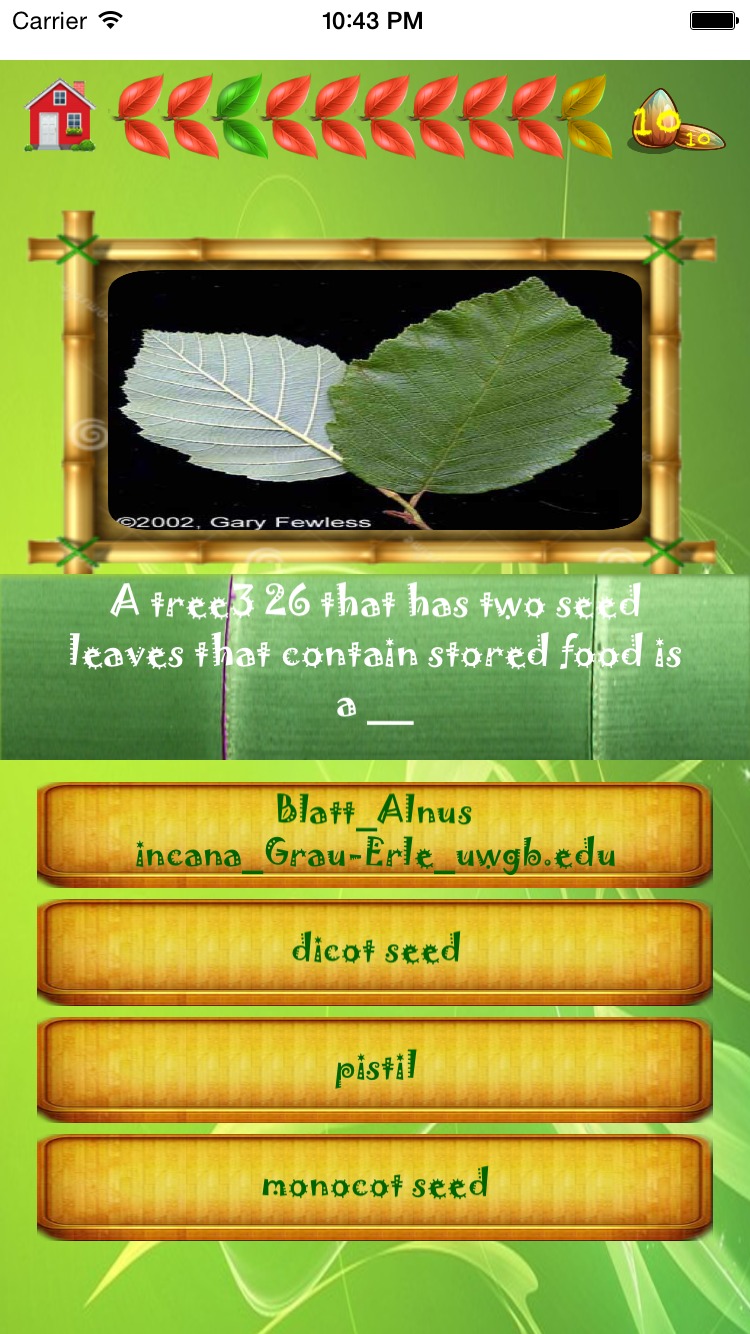 Carrier 10:43 PM
10 10
©2002, Gary Fewless
A tree3 26 that has two seed
leaves that contain stored food is
a __
Blatt_Alnus
incana_Grau-Erle_uwgb.edu
dicot seed
pistil
monocot seed